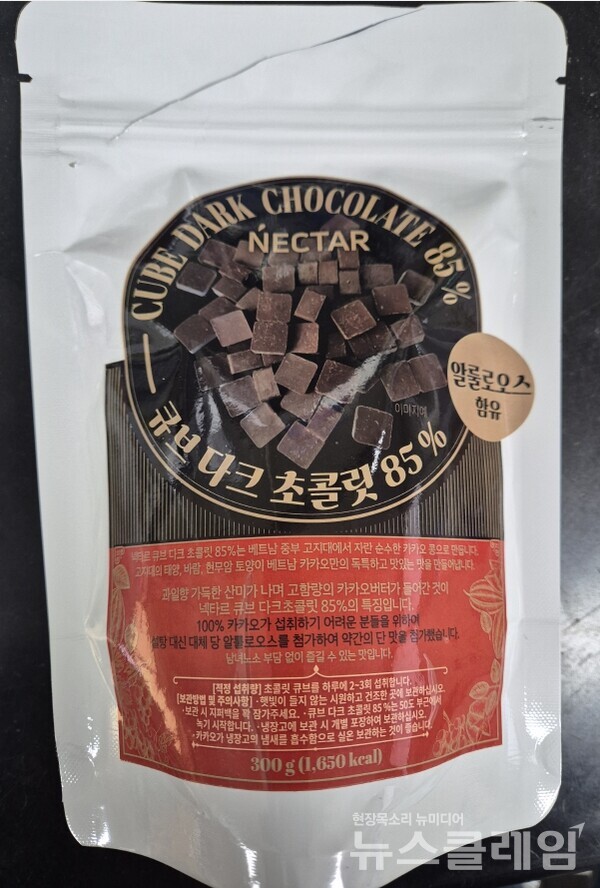 CUBE DARK CHOCOLATE 85%
ŃECTAR
알룰로오스
함유
이미지예
큐브 다크 초콜릿 85%
넥타르 큐브 디크 초콜릿 85%는 베트남 중부 고지대에서 자란 순수한 카카오 콩으로 만듭니다.
고지대의 태양, 바람, 현무암 토양이 베트남 카카오만의 독특하고 맛있는 맛을 만들어냅니다.
과일향 가득한 산미가 나며 고함량의 카카오버터가 들어간 것이
넥타르 큐브 다크초콜릿 85%의 특징입니다.
100% 카카오가 섭취하기 어려운 분들을 위하여
설탕 대신 대체 당 알룰로오스를 첨가하여 약간의 단 맛을 첨가했습니다.
남녀노소 부담 없이 즐길 수 있는 맛입니다.
[적정 섭취량] 초콜릿 큐브를 하루에 2~3회 섭취합니다.
[보관방법 및 주의사항] · 햇빛이 들지 않는 시원하고 건조한 곳에 보관하십시오.
· 보관 시 지퍼백을 꽉 잠가주세요. · 큐브 다크 초콜릿 85%는 50도 부근에서
녹기 시작합니다. · 냉장고에 보관 시 개별 포장하여 보관하십시오.
· 카카오가 냉장고의 냄새를 흡수함으로 실온 보관하는 것이 좋습니다.
300 g (1,650 kcal)
현장목소리 뉴미디어
뉴스클레임